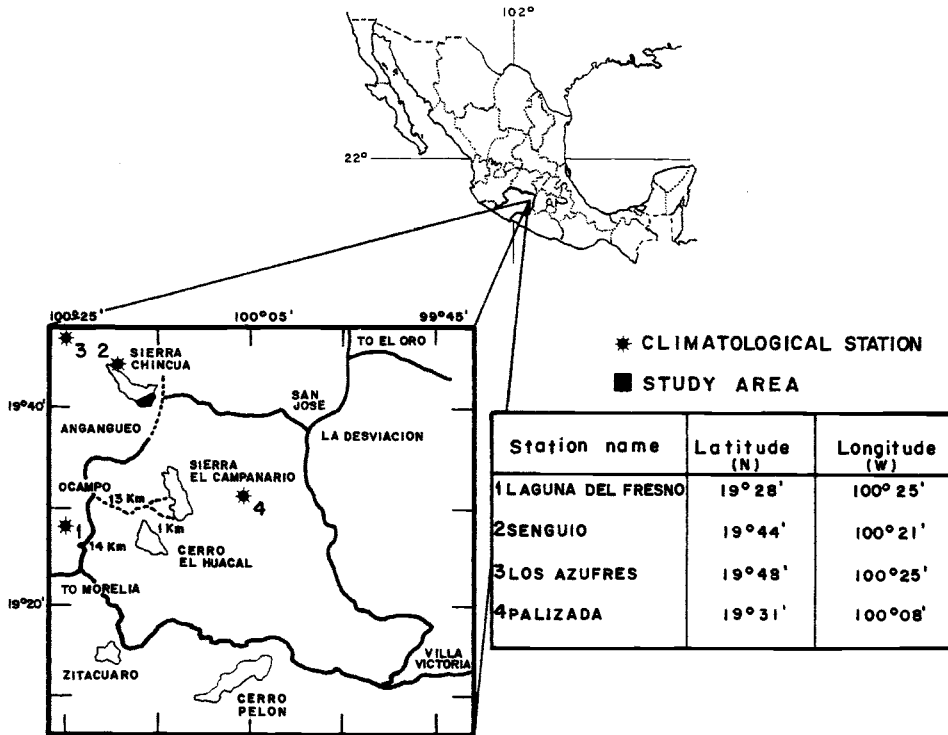 102°
22°
100°25'
100°05'
99°45'
3 2
SIERRA
CHINCUA
TO EL ORO
19°40'
ANGANGUEO
SAN
JOSE
LA DESVIACION
SIERRA
EL CAMPANARIO
OCAMPO
13 Km
4
1
1 Km
14 Km
CERRO
EL HUACAL
TO MORELIA
19°20'
ZITACUARO
CERRO
PELON
VILLA
VICTORIA
CLIMATOLOGICAL STATION
STUDY AREA
Station name Latitude (N) Longitude (W)
1 LAGUNA DEL FRESNO 19°28' 100°25'
2 SENGUIO 19°44' 100°21'
3 LOS AZUFRES 19°48' 100°25'
4 PALIZADA 19°31' 100°08'